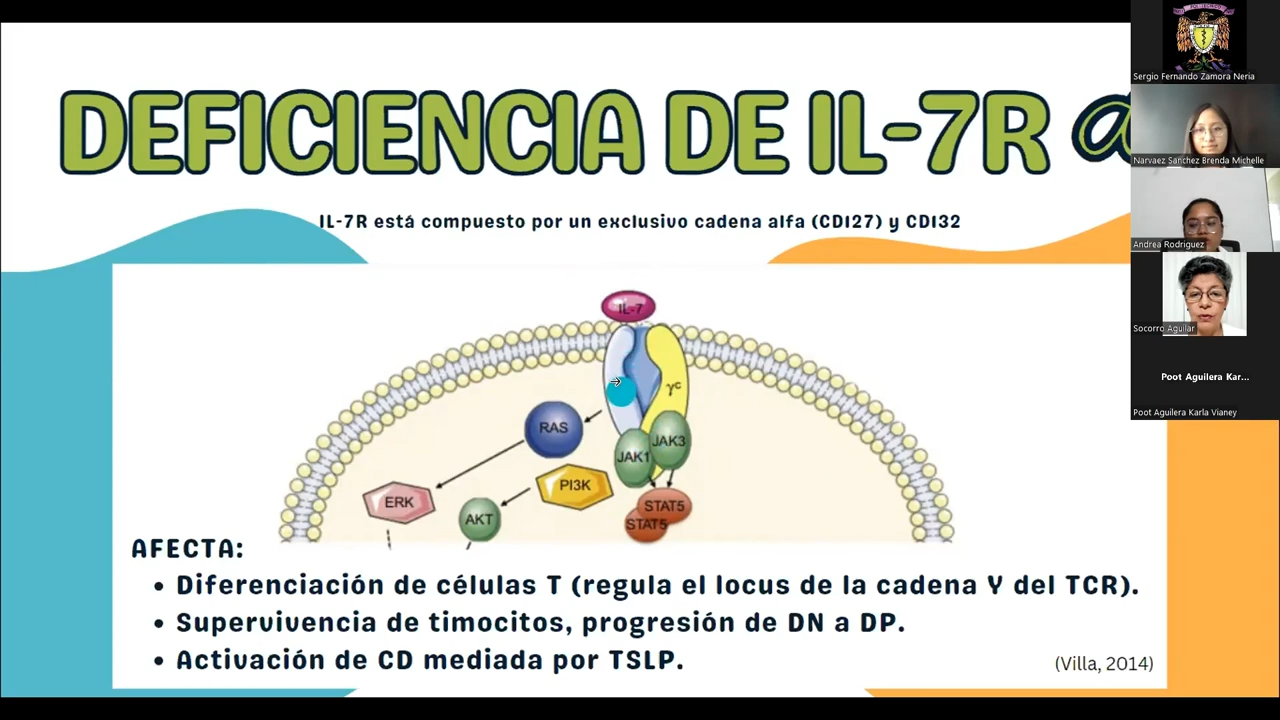 DEFICIENCIA DE IL-7R α
IL-7R está compuesto por un exclusivo cadena alfa (CD127) y CD132
IL-7
γc
RAS
JAK1
JAK3
PI3K
ERK
AKT
STAT5
STAT5
AFECTA:
• Diferenciación de células T (regula el locus de la cadena Y del TCR).
• Supervivencia de timocitos, progresión de DN a DP.
• Activación de CD mediada por TSLP.
(Villa, 2014)
Sergio Fernando Zamora Neria
Narvaez Sanchez Brenda Michelle
Andrea Rodriguez
Socorro Aguilar
Poot Aguilera Kar...
Poot Aguilera Karla Vianey